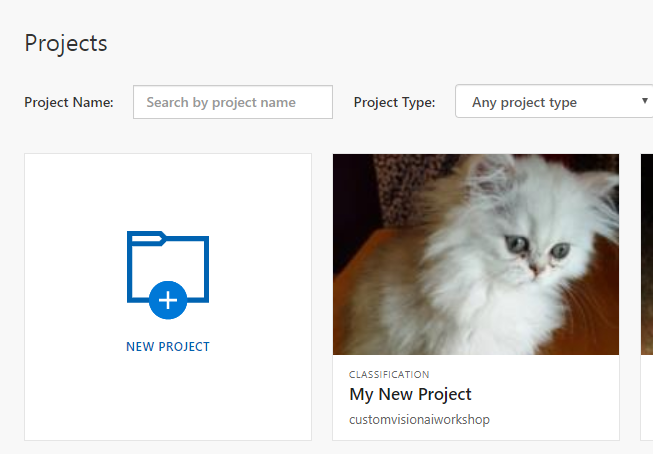 Projects
Project Name: Search by project name Project Type: Any project type
NEW PROJECT
CLASSIFICATION
My New Project
customvisionaiworkshop